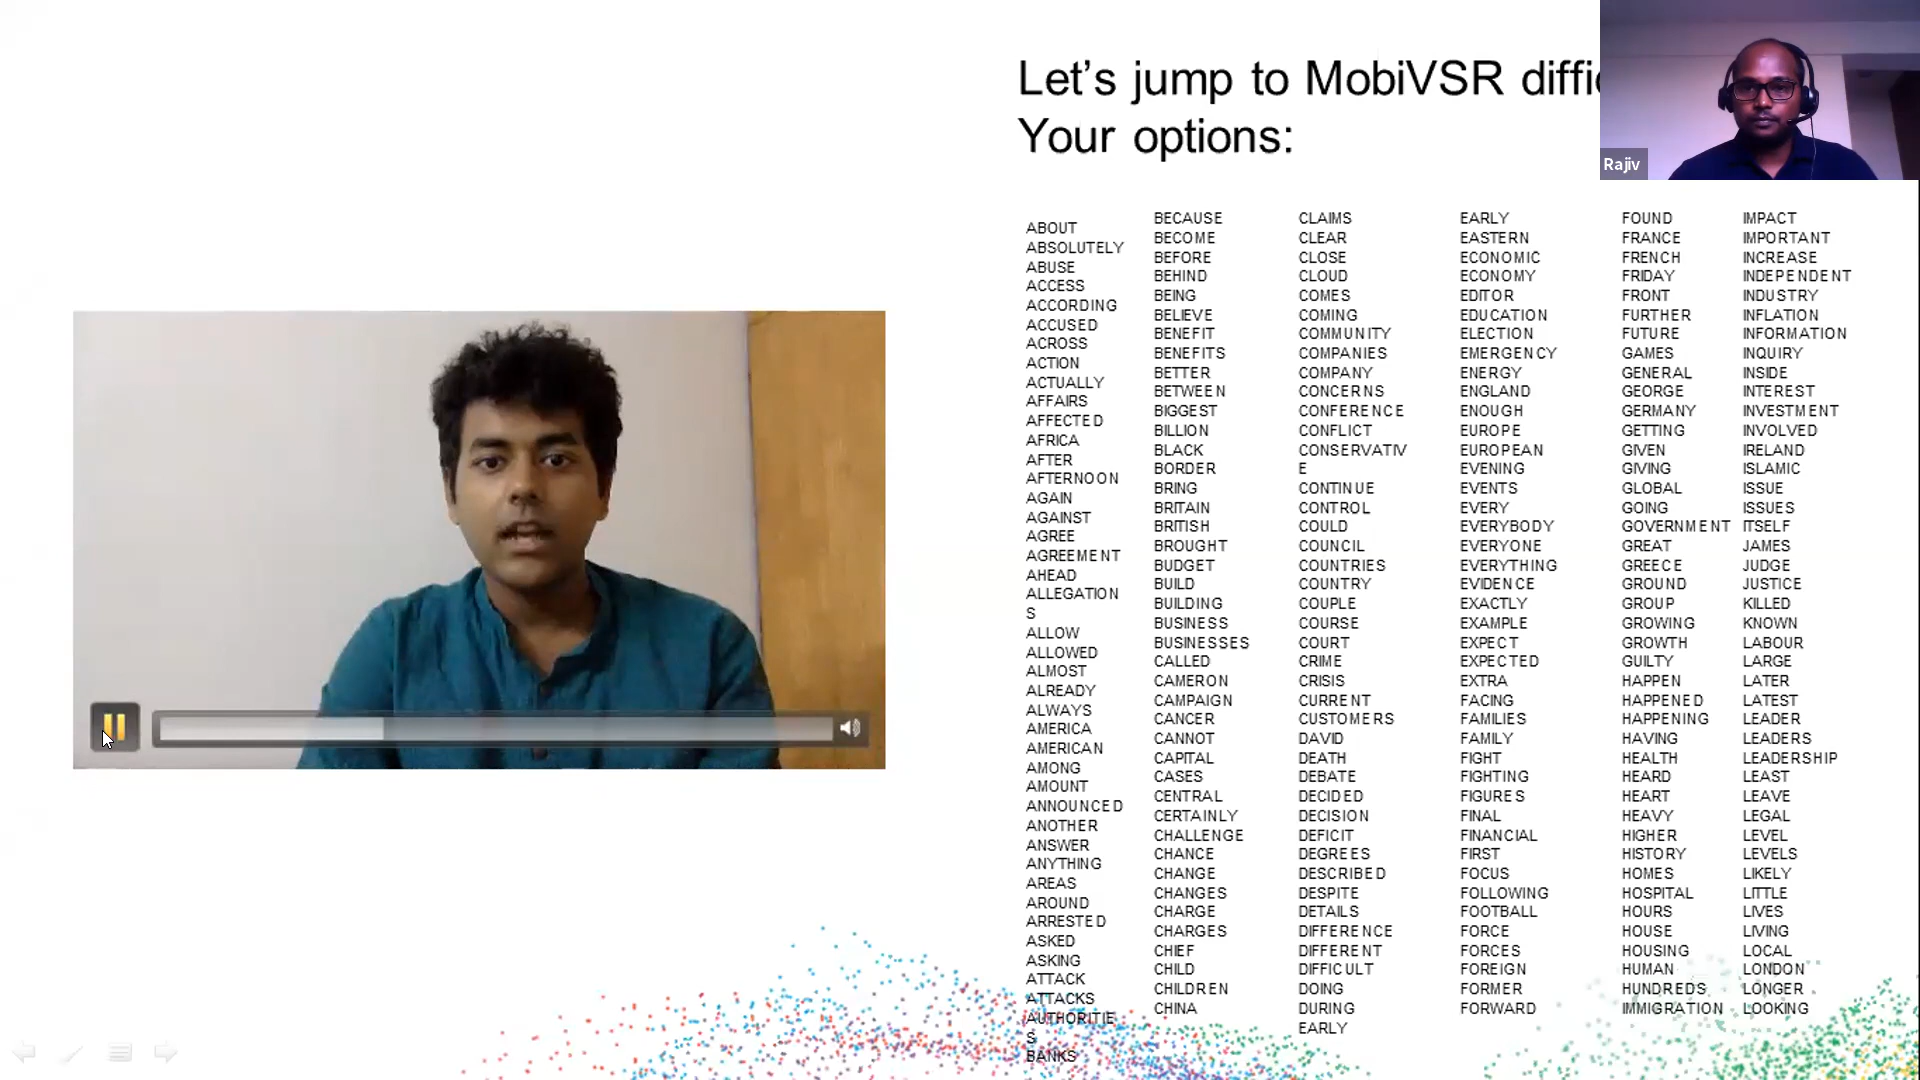 Let's jump to MobiVSR
Your options:
Rajiv
ABOUT
ABSOLUTELY
ABUSE
ACCESS
ACCORDING
ACCUSED
ACROSS
ACTION
ACTUALLY
AFFAIRS
AFFECTED
AFRICA
AFTER
AFTERNOON
AGAIN
AGAINST
AGREE
AGREEMENT
AHEAD
ALLEGATION
S
ALLOW
ALLOWED
ALMOST
ALREADY
ALWAYS
AMERICA
AMERICAN
AMONG
AMOUNT
ANNOUNCED
ANOTHER
ANSWER
ANYTHING
AREAS
AROUND
ARRESTED
ASKED
ASKING
ATTACK
ATTACKS
AUTHORITIE
S
BANKS
BECAUSE
BECOME
BEFORE
BEHIND
BEING
BELIEVE
BENEFIT
BENEFITS
BETTER
BETWEEN
BIGGEST
BILLION
BLACK
BORDER
BRING
BRITAIN
BRITISH
BROUGHT
BUDGET
BUILD
BUILDING
BUSINESS
BUSINESSES
CALLED
CAMERON
CAMPAIGN
CANCER
CANNOT
CAPITAL
CASES
CENTRAL
CERTAINLY
CHALLENGE
CHANCE
CHANGE
CHANGES
CHARGE
CHARGES
CHIEF
CHILD
CHILDREN
CHINA
CLAIMS
CLEAR
CLOSE
CLOUD
COMES
COMING
COMMUNITY
COMPANIES
COMPANY
CONCERNS
CONFERENCE
CONFLICT
CONSERVATIV
E
CONTINUE
CONTROL
COULD
COUNCIL
COUNTRIES
COUNTRY
COUPLE
COURSE
COURT
CRIME
CRISIS
CURRENT
CUSTOMERS
DAVID
DEATH
DEBATE
DECIDED
DECISION
DEFICIT
DEGREES
DESCRIBED
DESPITE
DETAILS
DIFFERENCE
DIFFERENT
DIFFICULT
DOING
DURING
EARLY
EARLY
EASTERN
ECONOMIC
ECONOMY
EDITOR
EDUCATION
ELECTION
EMERGENCY
ENERGY
ENGLAND
ENOUGH
EUROPE
EUROPEAN
EVENING
EVENTS
EVERY
EVERYBODY
EVERYONE
EVERYTHING
EVIDENCE
EXACTLY
EXAMPLE
EXPECT
EXPECTED
EXTRA
FACING
FAMILIES
FAMILY
FIGHT
FIGHTING
FIGURES
FINAL
FINANCIAL
FIRST
FOCUS
FOLLOWING
FOOTBALL
FORCE
FORCES
FOREIGN
FORMER
FORWARD
FOUND
FRANCE
FRENCH
FRIDAY
FRONT
FURTHER
FUTURE
GAMES
GENERAL
GEORGE
GERMANY
GETTING
GIVEN
GIVING
GLOBAL
GOING
GOVERNMENT
GREAT
GREECE
GROUND
GROUP
GROWING
GROWTH
GUILTY
HAPPEN
HAPPENED
HAPPENING
HAVING
HEALTH
HEARD
HEART
HEAVY
HIGHER
HISTORY
HOMES
HOSPITAL
HOURS
HOUSE
HOUSING
HUMAN
HUNDREDS
IMMIGRATION
IMPACT
IMPORTANT
INCREASE
INDEPENDENT
INDUSTRY
INFLATION
INFORMATION
INQUIRY
INSIDE
INTEREST
INVESTMENT
INVOLVED
IRELAND
ISLAMIC
ISSUE
ISSUES
ITSELF
JAMES
JUDGE
JUSTICE
KILLED
KNOWN
LABOUR
LARGE
LATER
LATEST
LEADER
LEADERS
LEADERSHIP
LEAST
LEAVE
LEGAL
LEVEL
LEVELS
LIKELY
LITTLE
LIVES
LIVING
LOCAL
LONDON
LONGER
LOOKING